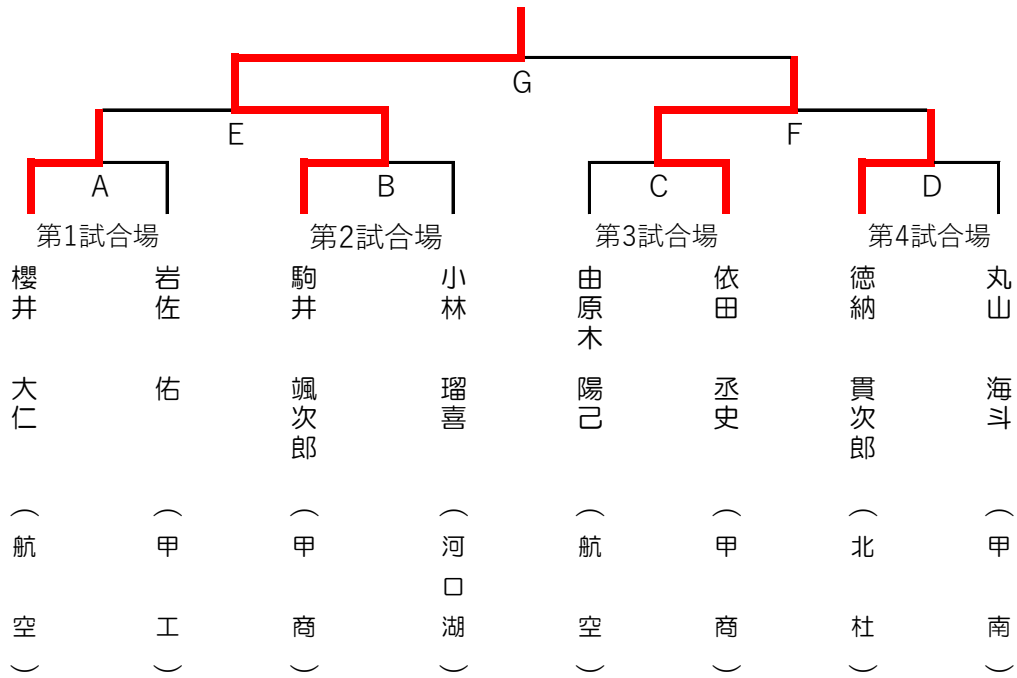 G
E
F
A
B
C
D
第1試合場
第2試合場
第3試合場
第4試合場
櫻井 大仁 （航空）
岩佐 佑 （甲工）
駒井 颯次郎 （甲商）
小林 瑠喜 （河口湖）
由原木 陽己 （航空）
依田 丞史 （甲商）
徳納 貫次郎 （北杜）
丸山 海斗 （甲南）